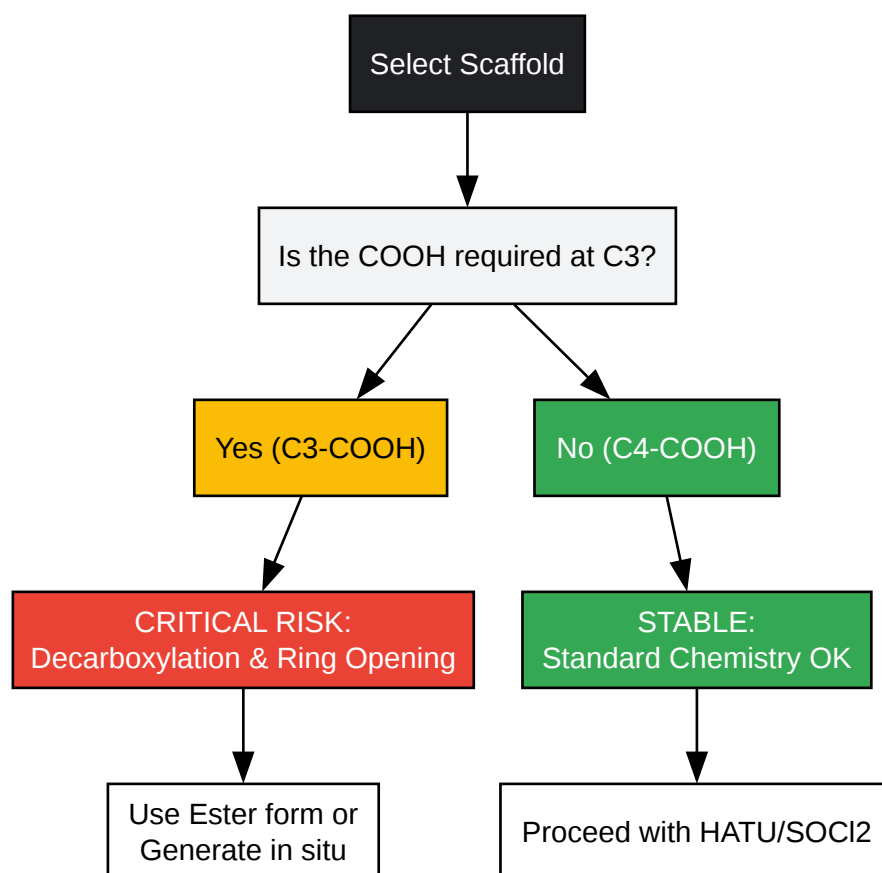 Select Scaffold
Is the COOH required at C3?
Yes (C3-COOH)
No (C4-COOH)
CRITICAL RISK:
Decarboxylation & Ring Opening
STABLE:
Standard Chemistry OK
Use Ester form or
Generate in situ
Proceed with HATU/SOCl2